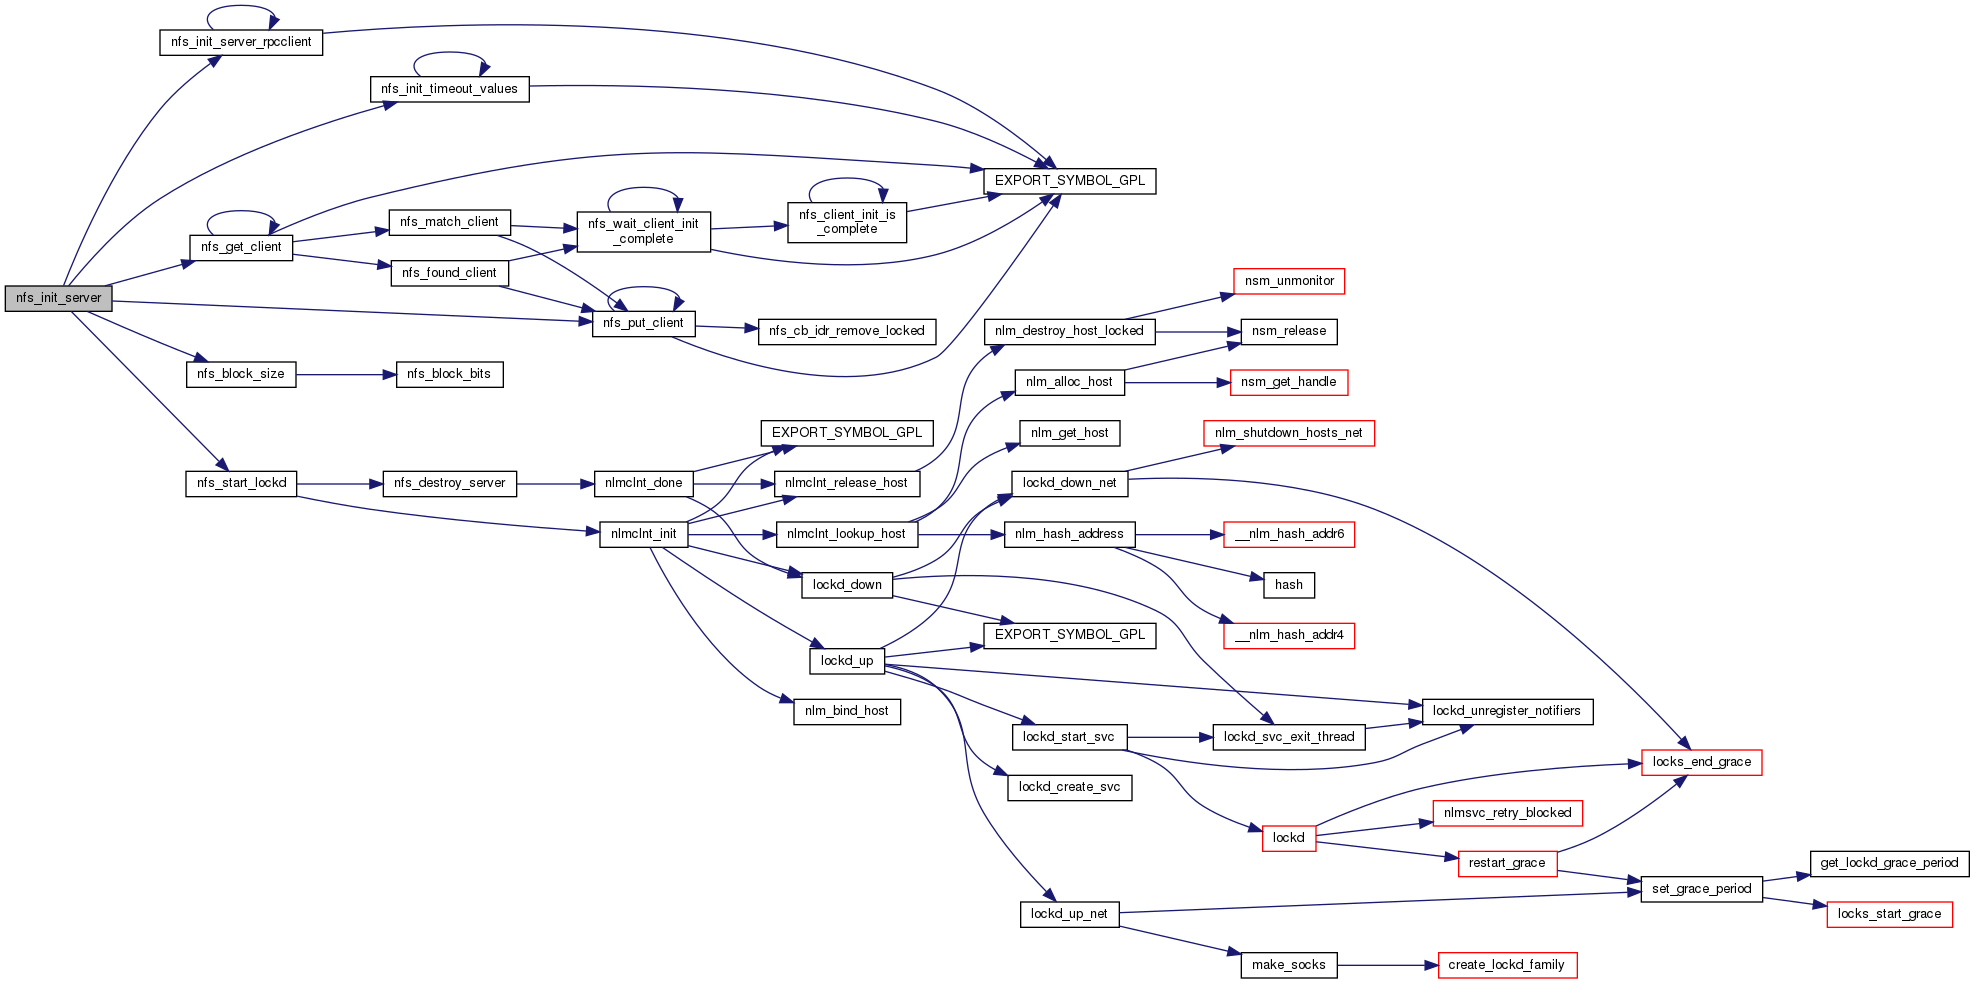 nfs_init_server_rpcclient
nfs_init_timeout_values
EXPORT_SYMBOL_GPL
nfs_match_client
nfs_wait_client_init
_complete
nfs_client_init_is
_complete
nfs_get_client
nfs_found_client
nfs_init_server
nfs_put_client
nfs_cb_idr_remove_locked
nsm_unmonitor
nlm_destroy_host_locked
nsm_release
nfs_block_size
nfs_block_bits
nlm_alloc_host
nsm_get_handle
EXPORT_SYMBOL_GPL
nlm_get_host
nlm_shutdown_hosts_net
nfs_start_lockd
nfs_destroy_server
nlmclnt_done
nlmclnt_release_host
lockd_down_net
nlmclnt_init
nlmclnt_lookup_host
nlm_hash_address
__nlm_hash_addr6
lockd_down
hash
EXPORT_SYMBOL_GPL
__nlm_hash_addr4
lockd_up
nlm_bind_host
lockd_unregister_notifiers
lockd_start_svc
lockd_svc_exit_thread
locks_end_grace
lockd_create_svc
nlmsvc_retry_blocked
lockd
restart_grace
get_lockd_grace_period
set_grace_period
lockd_up_net
locks_start_grace
make_socks
create_lockd_family